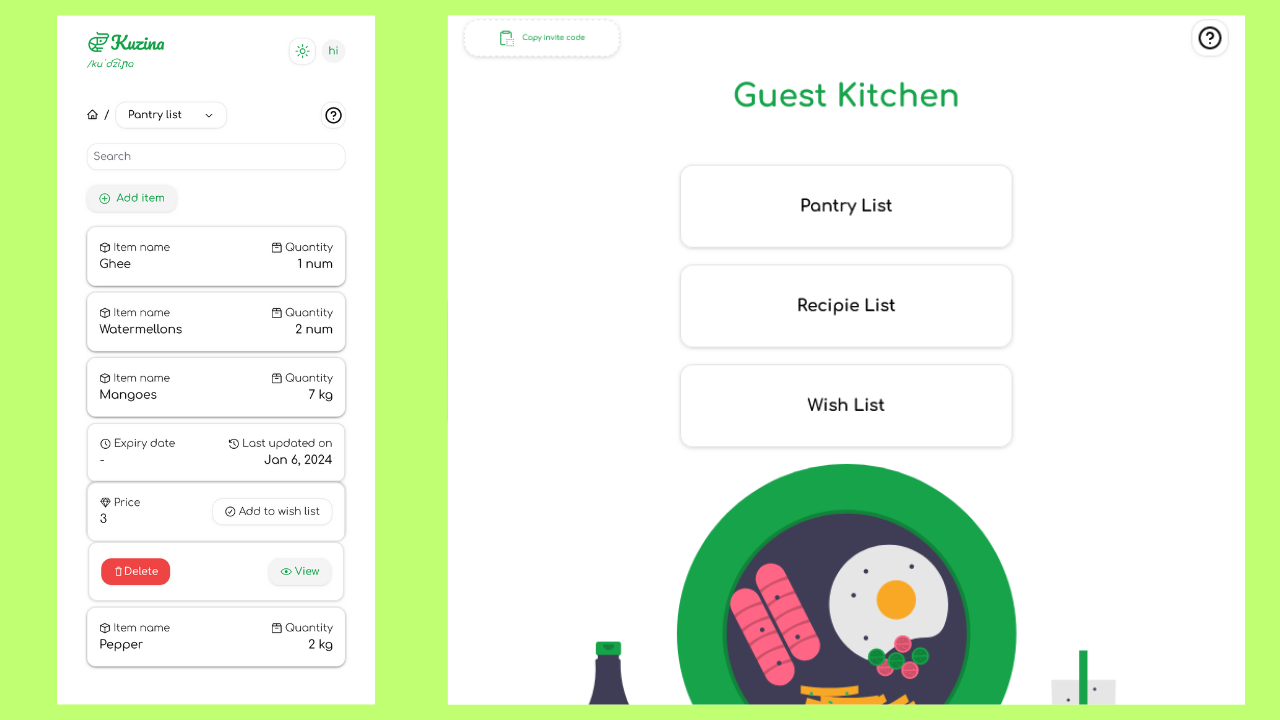 Kuzina
hi
/
Pantry list
Search
Add item
Item name Quantity
Ghee 1 num
Item name Quantity
Watermellons 2 num
Item name Quantity
Mangoes 7 kg
Expiry date Last updated on
- Jan 6, 2024
Price
3
Add to wish list
Delete View
Item name Quantity
Pepper 2 kg
Copy invite code
Guest Kitchen
Pantry List
Recipie List
Wish List